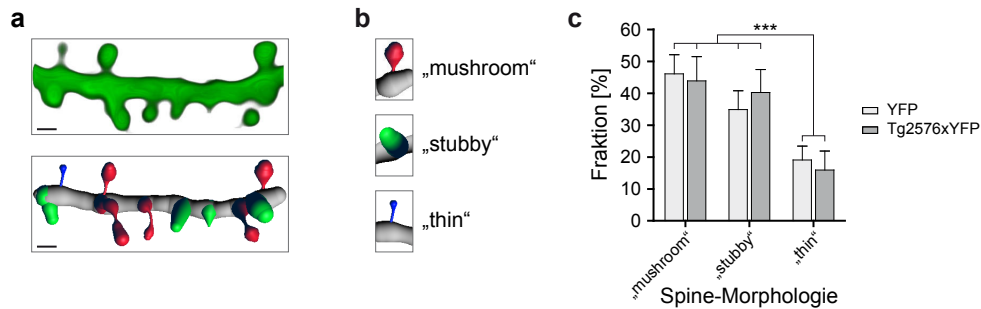 a
b
„mushroom“
„stubby“
„thin“
c
Fraktion [%]
60
50
40
30
20
10
0
***
YFP
Tg2576xYFP
„mushroom“
„stubby“
„thin“
Spine-Morphologie